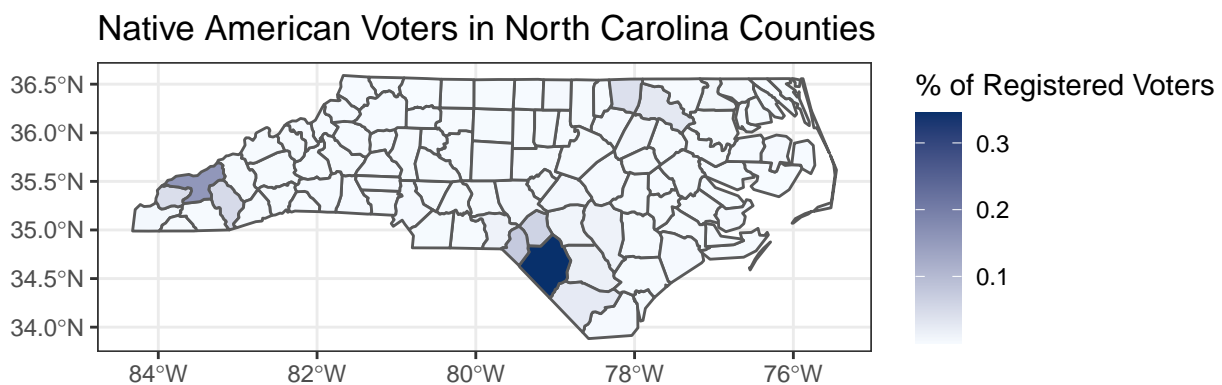 Native American Voters in North Carolina Counties
36.5°N
36.0°N
35.5°N
35.0°N
34.5°N
34.0°N
84°W
82°W
80°W
78°W
76°W
% of Registered Voters
0.3
0.2
0.1